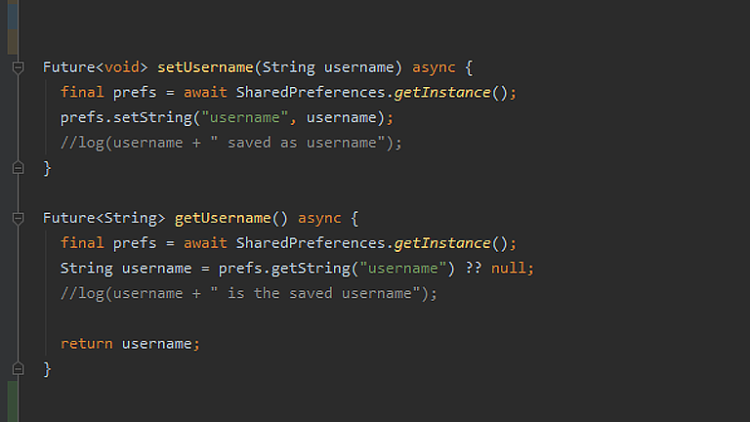 Future<void> setUsername(String username) async {
final prefs = await SharedPreferences.getInstance();
prefs.setString("username", username);
//log(username + " saved as username");
}
Future<String> getUsername() async {
final prefs = await SharedPreferences.getInstance();
String username = prefs.getString("username") ?? null;
//log(username + " is the saved username");
return username;
}